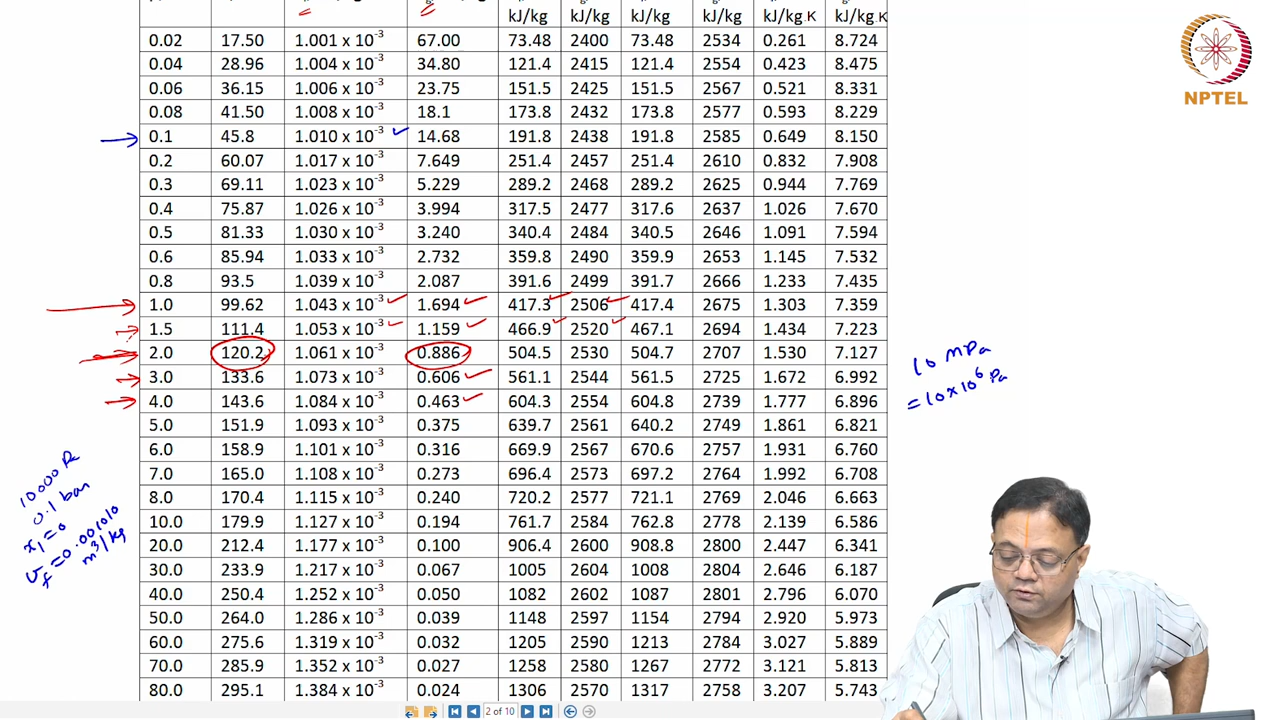 kJ/kg kJ/kg kJ/kg kJ/kg kJ/kg.K kJ/kg K
0.02 17.50 1.001 x 10⁻³ 67.00 73.48 2400 73.48 2534 0.261 8.724
0.04 28.96 1.004 x 10⁻³ 34.80 121.4 2415 121.4 2554 0.423 8.475
0.06 36.15 1.006 x 10⁻³ 23.75 151.5 2425 151.5 2567 0.521 8.331
0.08 41.50 1.008 x 10⁻³ 18.1 173.8 2432 173.8 2577 0.593 8.229
0.1 45.8 1.010 x 10⁻³ 14.68 191.8 2438 191.8 2585 0.649 8.150
0.2 60.07 1.017 x 10⁻³ 7.649 251.4 2457 251.4 2610 0.832 7.908
0.3 69.11 1.023 x 10⁻³ 5.229 289.2 2468 289.2 2625 0.944 7.769
0.4 75.87 1.026 x 10⁻³ 3.994 317.5 2477 317.6 2637 1.026 7.670
0.5 81.33 1.030 x 10⁻³ 3.240 340.4 2484 340.5 2646 1.091 7.594
0.6 85.94 1.033 x 10⁻³ 2.732 359.8 2490 359.9 2653 1.145 7.532
0.8 93.5 1.039 x 10⁻³ 2.087 391.6 2499 391.7 2666 1.233 7.435
1.0 99.62 1.043 x 10⁻³ 1.694 417.3 2506 417.4 2675 1.303 7.359
1.5 111.4 1.053 x 10⁻³ 1.159 466.9 2520 467.1 2694 1.434 7.223
2.0 120.2 1.061 x 10⁻³ 0.886 504.5 2530 504.7 2707 1.530 7.127
3.0 133.6 1.073 x 10⁻³ 0.606 561.1 2544 561.5 2725 1.672 6.992
4.0 143.6 1.084 x 10⁻³ 0.463 604.3 2554 604.8 2739 1.777 6.896
5.0 151.9 1.093 x 10⁻³ 0.375 639.7 2561 640.2 2749 1.861 6.821
6.0 158.9 1.101 x 10⁻³ 0.316 669.9 2567 670.6 2757 1.931 6.760
7.0 165.0 1.108 x 10⁻³ 0.273 696.4 2573 697.2 2764 1.992 6.708
8.0 170.4 1.115 x 10⁻³ 0.240 720.2 2577 721.1 2769 2.046 6.663
10.0 179.9 1.127 x 10⁻³ 0.194 761.7 2584 762.8 2778 2.139 6.586
20.0 212.4 1.177 x 10⁻³ 0.100 906.4 2600 908.8 2800 2.447 6.341
30.0 233.9 1.217 x 10⁻³ 0.067 1005 2604 1008 2804 2.646 6.187
40.0 250.4 1.252 x 10⁻³ 0.050 1082 2602 1087 2801 2.796 6.070
50.0 264.0 1.286 x 10⁻³ 0.039 1148 2597 1154 2794 2.920 5.973
60.0 275.6 1.319 x 10⁻³ 0.032 1205 2590 1213 2784 3.027 5.889
70.0 285.9 1.352 x 10⁻³ 0.027 1258 2580 1267 2772 3.121 5.813
80.0 295.1 1.384 x 10⁻³ 0.024 1306 2570 1317 2758 3.207 5.743
10000 Pa
0.1 bar
x₁=0
v_f=0.001010
m³/kg
10 MPa
=10x10⁶ Pa
NPTEL
2 of 10